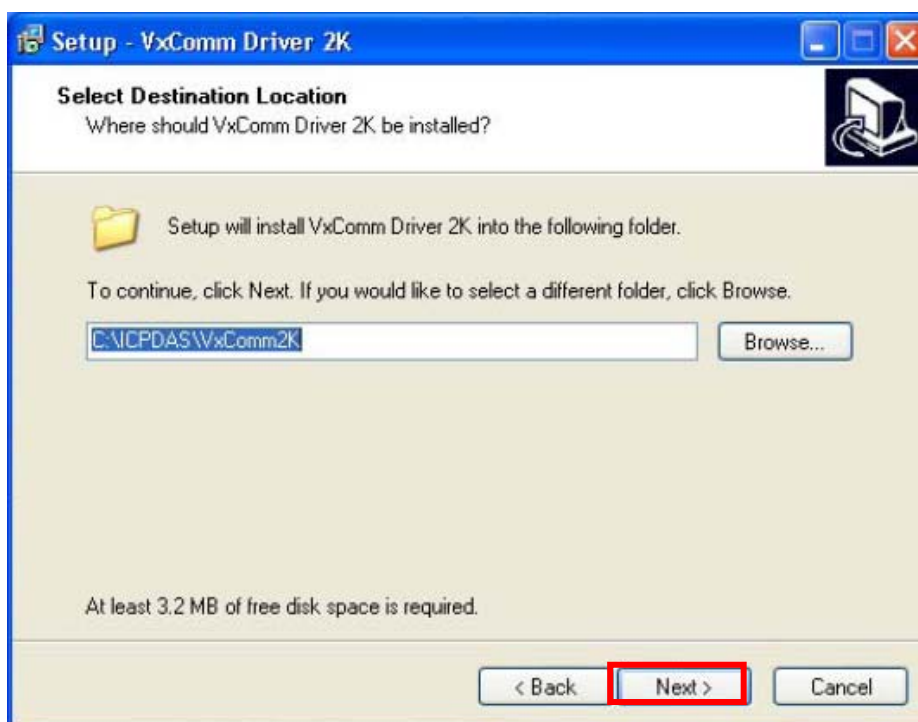 Setup - VxComm Driver 2K
Select Destination Location
Where should VxComm Driver 2K be installed?
Setup will install VxComm Driver 2K into the following folder.
To continue, click Next. If you would like to select a different folder, click Browse.
C:\ICPDAS\VxComm2K
Browse...
At least 3.2 MB of free disk space is required.
< Back
Next >
Cancel